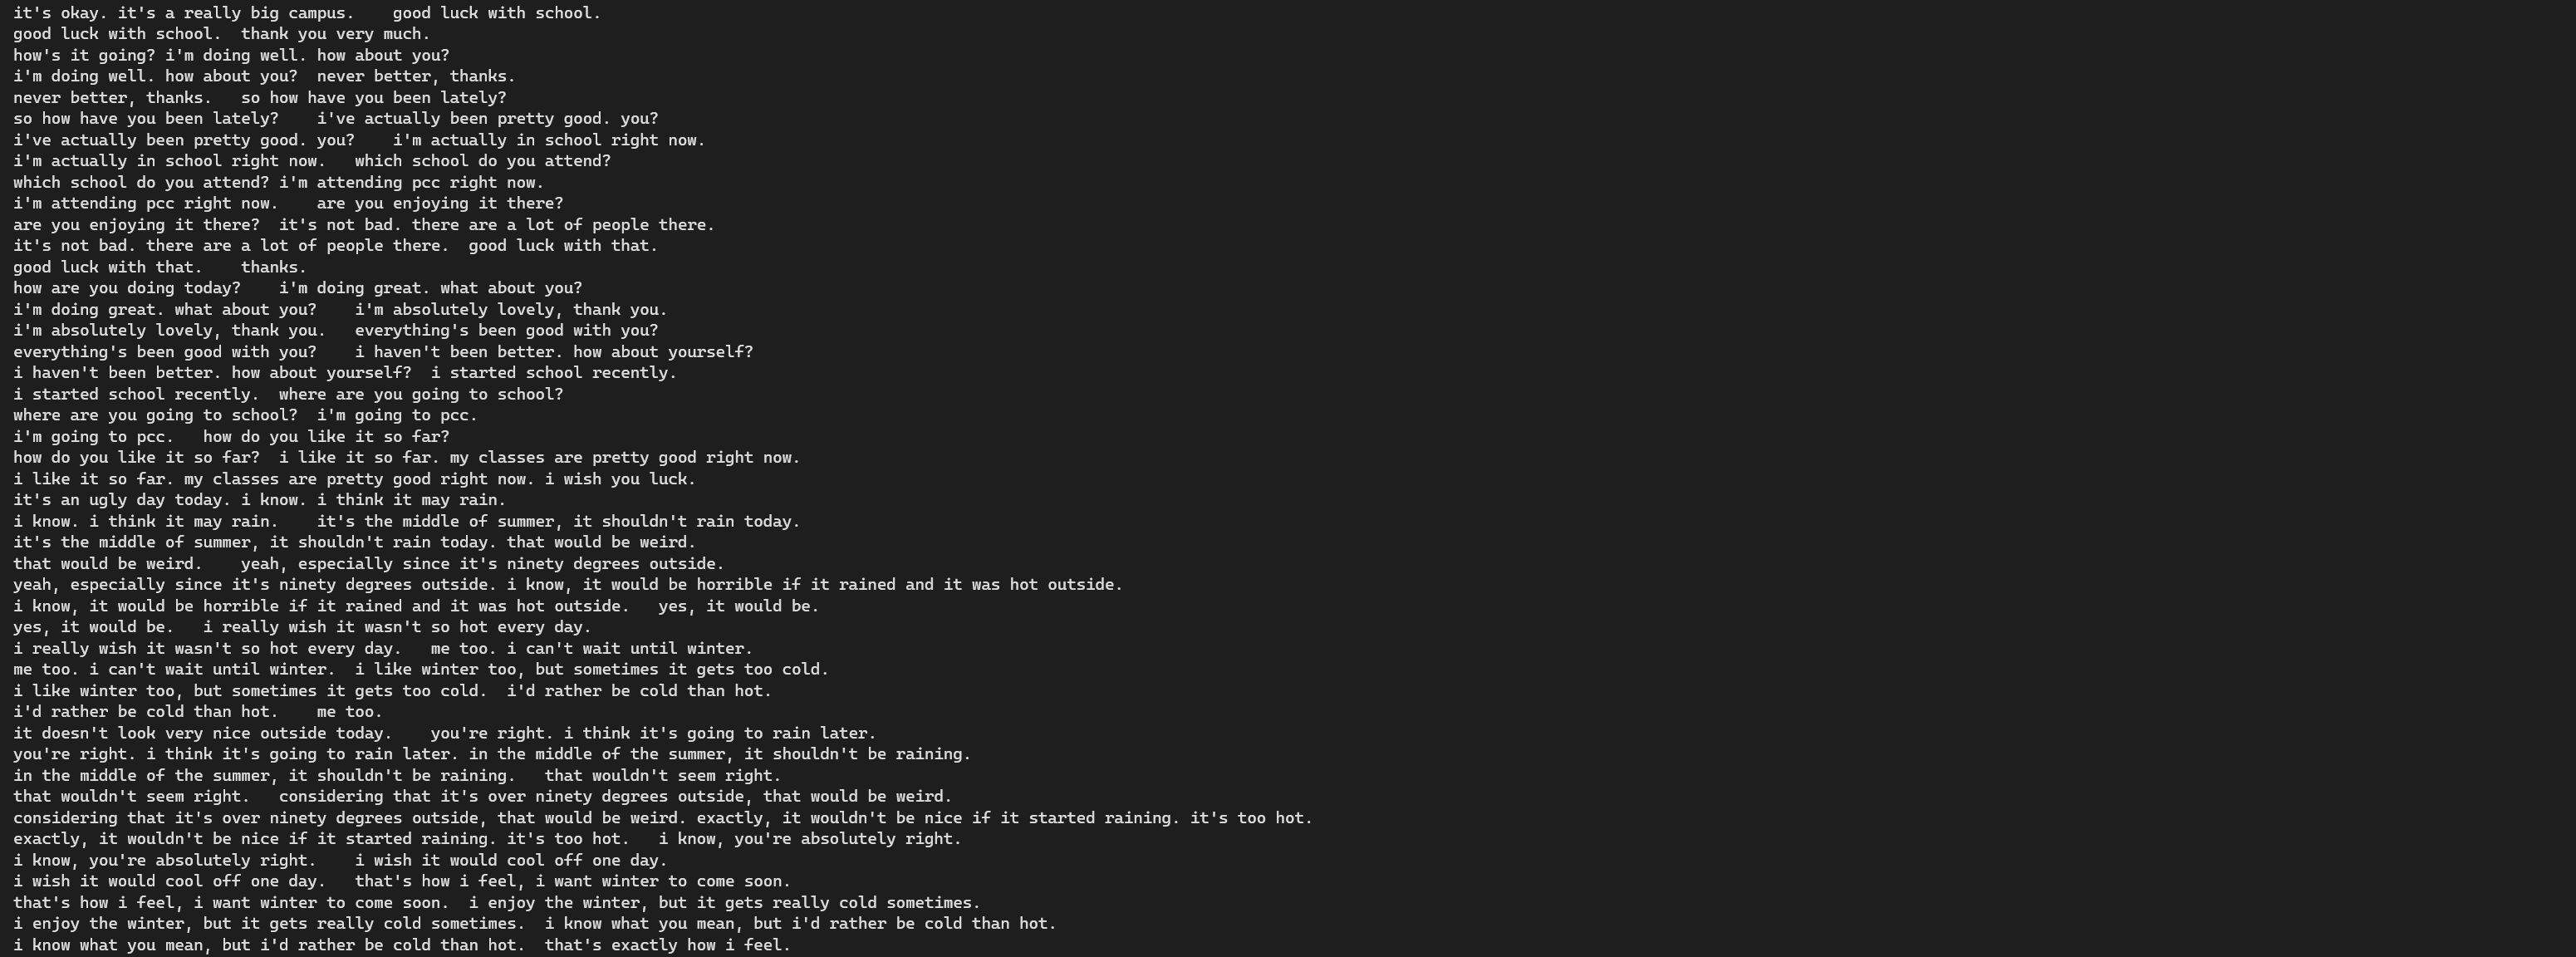 it's okay. it's a really big campus.    good luck with school.
good luck with school.  thank you very much.
how's it going? i'm doing well. how about you?
i'm doing well. how about you?  never better, thanks.
never better, thanks.   so how have you been lately?
so how have you been lately?    i've actually been pretty good. you?
i've actually been pretty good. you?    i'm actually in school right now.
i'm actually in school right now.   which school do you attend?
which school do you attend? i'm attending pcc right now.
i'm attending pcc right now.    are you enjoying it there?
are you enjoying it there?  it's not bad. there are a lot of people there.
it's not bad. there are a lot of people there.  good luck with that.
good luck with that.    thanks.
how are you doing today?    i'm doing great. what about you?
i'm doing great. what about you?    i'm absolutely lovely, thank you.
i'm absolutely lovely, thank you.   everything's been good with you?
everything's been good with you?    i haven't been better. how about yourself?
i haven't been better. how about yourself?  i started school recently.
i started school recently.  where are you going to school?
where are you going to school?  i'm going to pcc.
i'm going to pcc.   how do you like it so far?
how do you like it so far?  i like it so far. my classes are pretty good right now.
i like it so far. my classes are pretty good right now. i wish you luck.
it's an ugly day today. i know. i think it may rain.
i know. i think it may rain.    it's the middle of summer, it shouldn't rain today.
it's the middle of summer, it shouldn't rain today. that would be weird.
that would be weird.    yeah, especially since it's ninety degrees outside.
yeah, especially since it's ninety degrees outside. i know, it would be horrible if it rained and it was hot outside.
i know, it would be horrible if it rained and it was hot outside.   yes, it would be.
yes, it would be.   i really wish it wasn't so hot every day.
i really wish it wasn't so hot every day.   me too. i can't wait until winter.
me too. i can't wait until winter.  i like winter too, but sometimes it gets too cold.
i like winter too, but sometimes it gets too cold.  i'd rather be cold than hot.
i'd rather be cold than hot.    me too.
it doesn't look very nice outside today.    you're right. i think it's going to rain later.
you're right. i think it's going to rain later. in the middle of the summer, it shouldn't be raining.
in the middle of the summer, it shouldn't be raining.   that wouldn't seem right.
that wouldn't seem right.   considering that it's over ninety degrees outside, that would be weird.
considering that it's over ninety degrees outside, that would be weird. exactly, it wouldn't be nice if it started raining. it's too hot.
exactly, it wouldn't be nice if it started raining. it's too hot.   i know, you're absolutely right.
i know, you're absolutely right.    i wish it would cool off one day.
i wish it would cool off one day.   that's how i feel, i want winter to come soon.
that's how i feel, i want winter to come soon.  i enjoy the winter, but it gets really cold sometimes.
i enjoy the winter, but it gets really cold sometimes.  i know what you mean, but i'd rather be cold than hot.
i know what you mean, but i'd rather be cold than hot.  that's exactly how i feel.